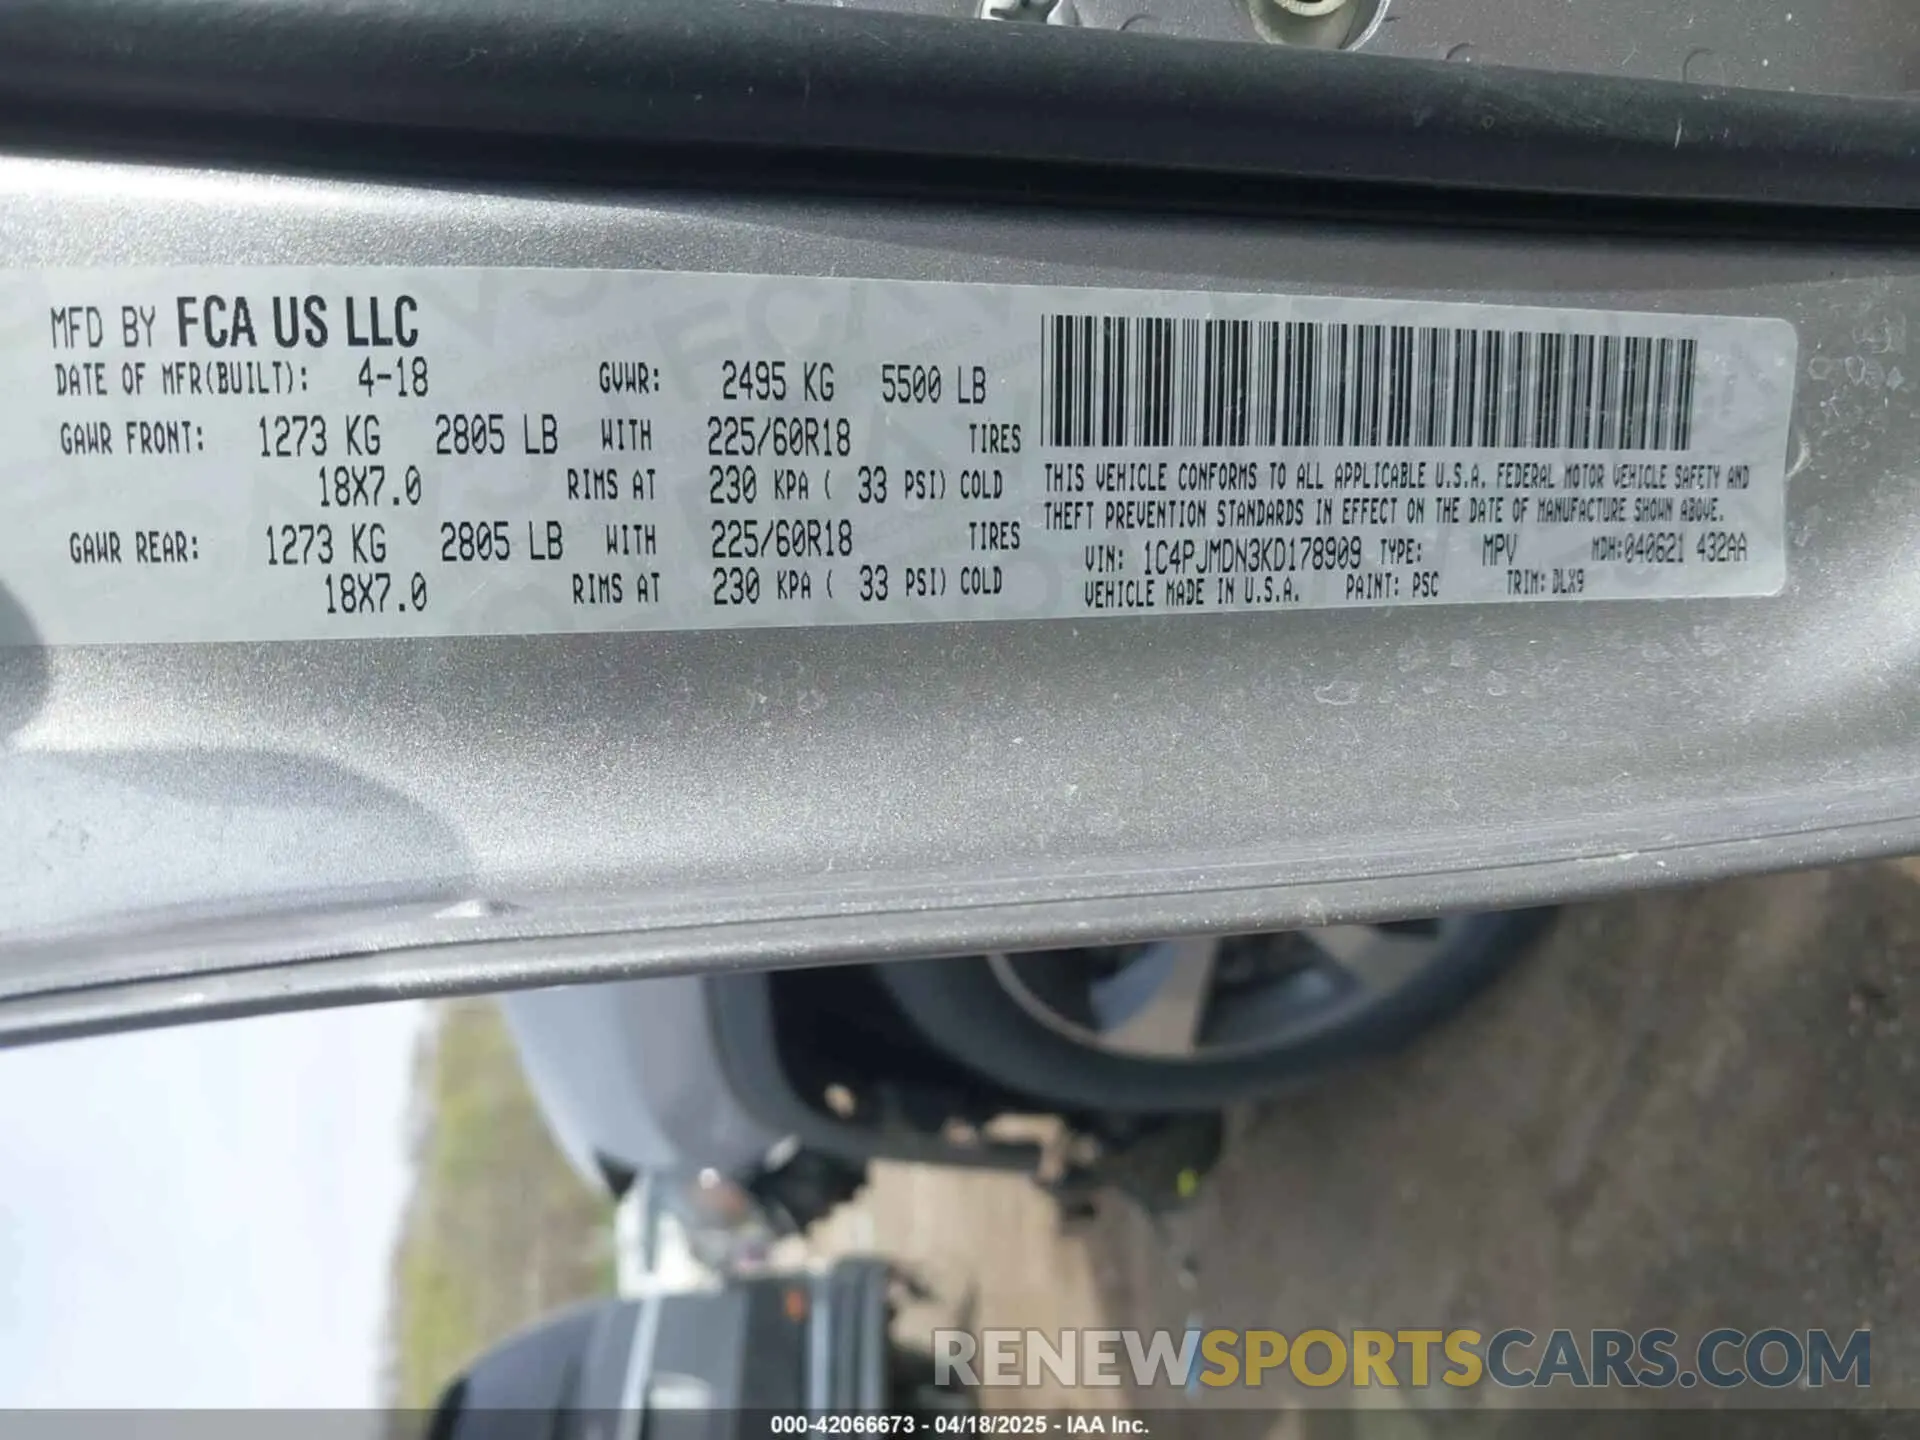 MFD BY FCA US LLC
DATE OF MFR(BUILT): 4-18 GVWR: 2495 KG 5500 LB
GAWR FRONT: 1273 KG 2805 LB WITH 225/60R18 TIRES
18X7.0 RIMS AT 230 KPA ( 33 PSI) COLD
GAWR REAR: 1273 KG 2805 LB WITH 225/60R18 TIRES
18X7.0 RIMS AT 230 KPA ( 33 PSI) COLD
THIS VEHICLE CONFORMS TO ALL APPLICABLE U.S.A. FEDERAL MOTOR VEHICLE SAFETY AND
THEFT PREVENTION STANDARDS IN EFFECT ON THE DATE OF MANUFACTURE SHOWN ABOVE.
VIN: 1C4PJMDN3KD178909 TYPE: MPV MDH:040621 432AA
VEHICLE MADE IN U.S.A. PAINT: PSC TRIM: DLX9
RENEWSPORTSCARS.COM
000-42066673 - 04/18/2025 - IAA Inc.